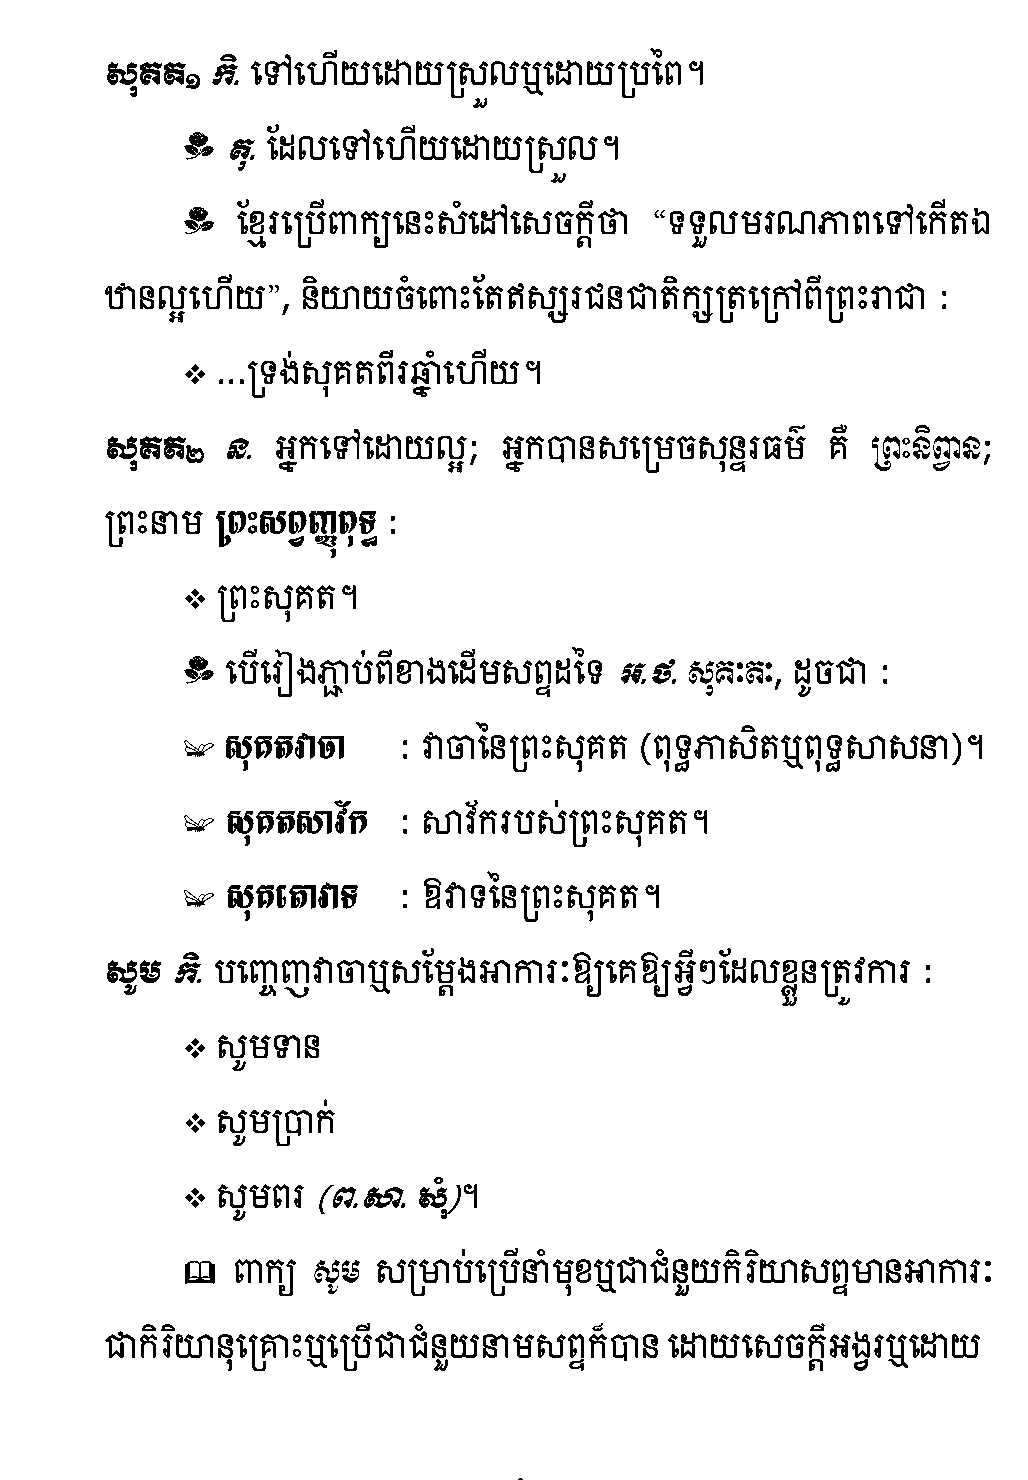 សុគត១ កិ. ទៅហើយដោយស្រួលឬដោយប្រពៃ។
គុ. ដែលទៅហើយដោយស្រួល។
ខ្មែរប្រើពាក្យនេះសំដៅសេចក្ដីថា “ទទួលមរណភាពទៅកើតឯ
ឋានល្អហើយ”, និយាយចំពោះតែឥស្សរជនជាតិក្សត្រក្រៅពីព្រះរាជា :
❖ ...ទ្រង់សុគតពីរឆ្នាំហើយ។
សុគត២ ន. អ្នកទៅដោយល្អ; អ្នកបានសម្រេចសុន្ទរធម៌ គឺ ព្រះនិព្វាន;
ព្រះនាម ព្រះសព្វញ្ញុពុទ្ធ :
❖ ព្រះសុគត។
បើរៀងភ្ជាប់ពីខាងដើមសព្ទដទៃ អ.ថ. សុគៈតៈ, ដូចជា :
សុគតវាចា : វាចានៃព្រះសុគត (ពុទ្ធភាសិតឬពុទ្ធសាសនា)។
សុគតសាវ័ក : សាវ័ករបស់ព្រះសុគត។
សុគតោវាទ : ឱវាទនៃព្រះសុគត។
សូម កិ. បញ្ចេញវាចាឬសម្ដែងអាការៈឱ្យគេឱ្យអ្វីៗដែលខ្លួនត្រូវការ :
❖ សូមទាន
❖ សូមប្រាក់
❖ សូមពរ (ព.សា. សុំ)។
ពាក្យ សូម សម្រាប់ប្រើនាំមុខឬជាជំនួយកិរិយាសព្ទមានអាការៈ
ជាកិរិយានុគ្រោះឬប្រើជាជំនួយនាមសព្ទក៏បាន ដោយសេចក្ដីអង្វរឬដោយ